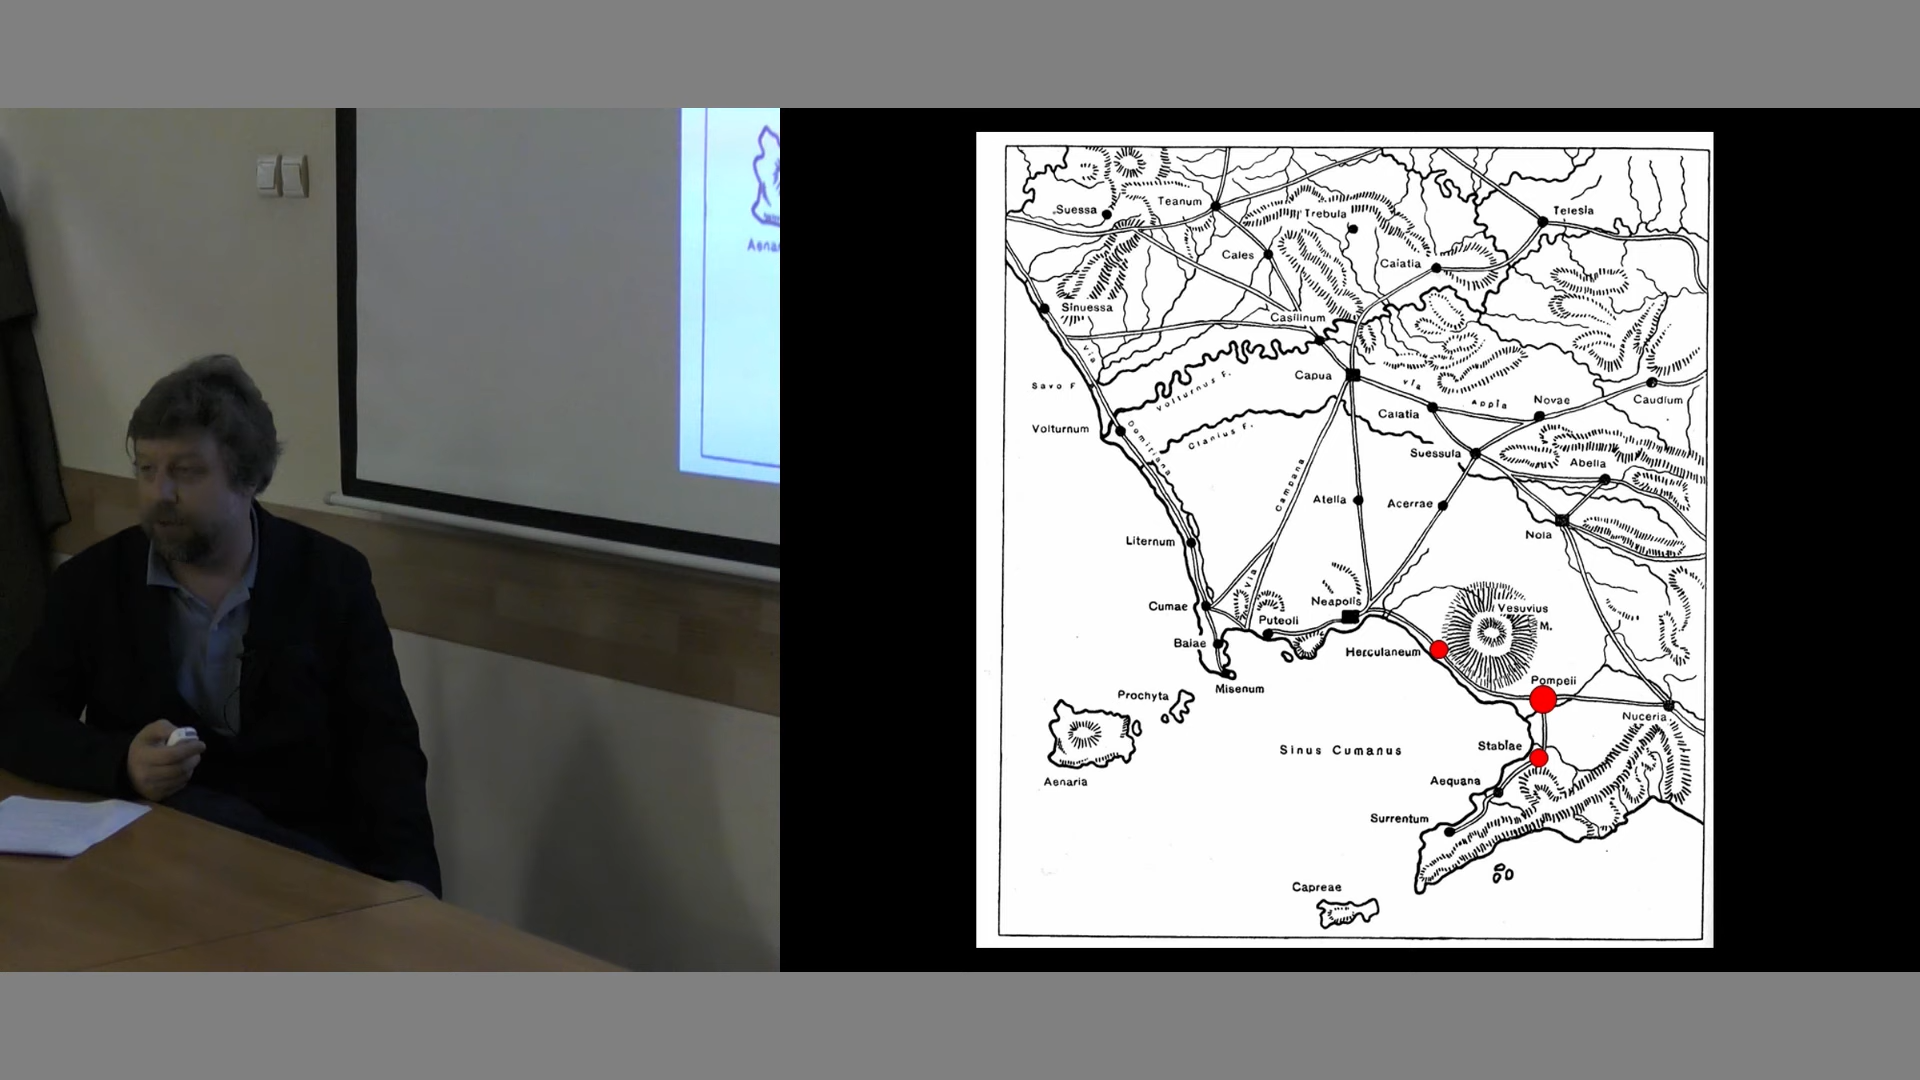 Suessa
Teanum
Trebula
Telesia
Cales
Caiatia
Sinuessa
Casilinum
Via
Savo F
Volturnus F.
Capua
Via
Appia
Novae
Caudium
Calatia
Volturnum
Domitiana
Clanius F.
Suessula
Abella
Campana
Atella
Acerrae
Nola
Liternum
Via
Cumae
Neapolis
Vesuvius
M.
Puteoli
Baiae
Herculaneum
Misenum
Pompeii
Prochyta
Nuceria
Sinus Cumanus
Stabiae
Aenaria
Aequana
Surrentum
Capreae